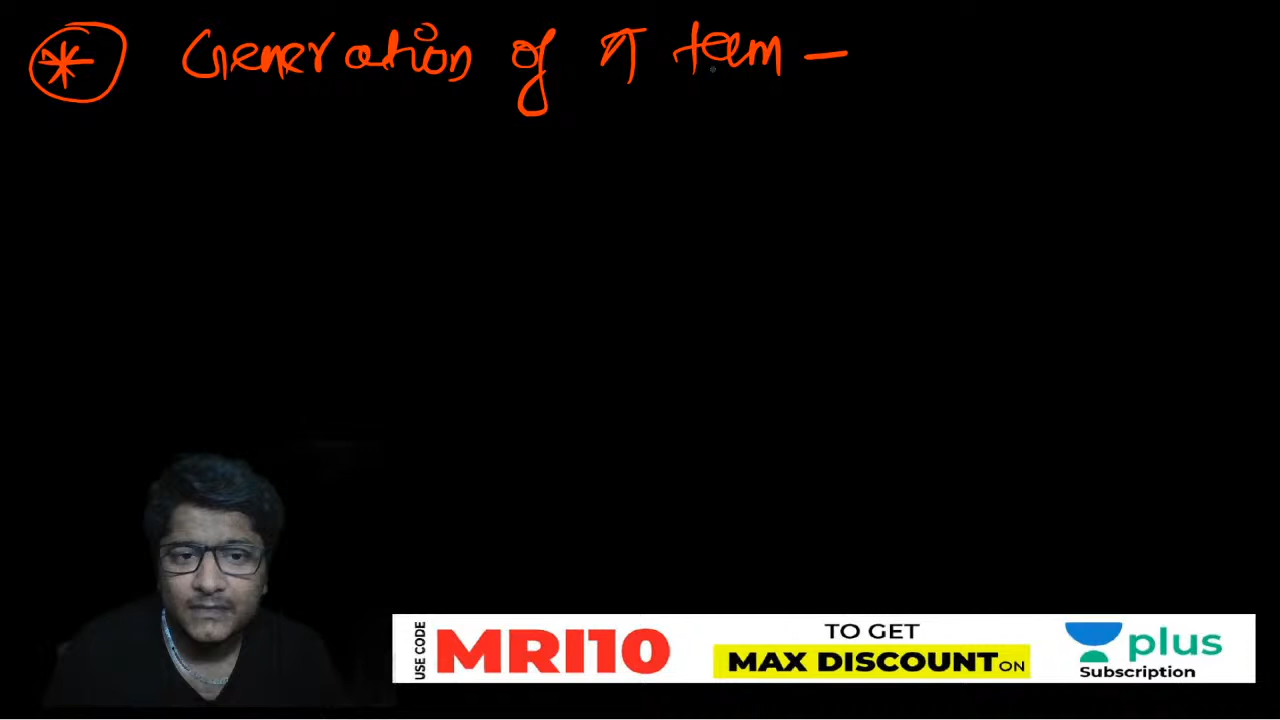 Generation of π term -
USE CODE
MRI10
TO GET
MAX DISCOUNT ON
plus
Subscription